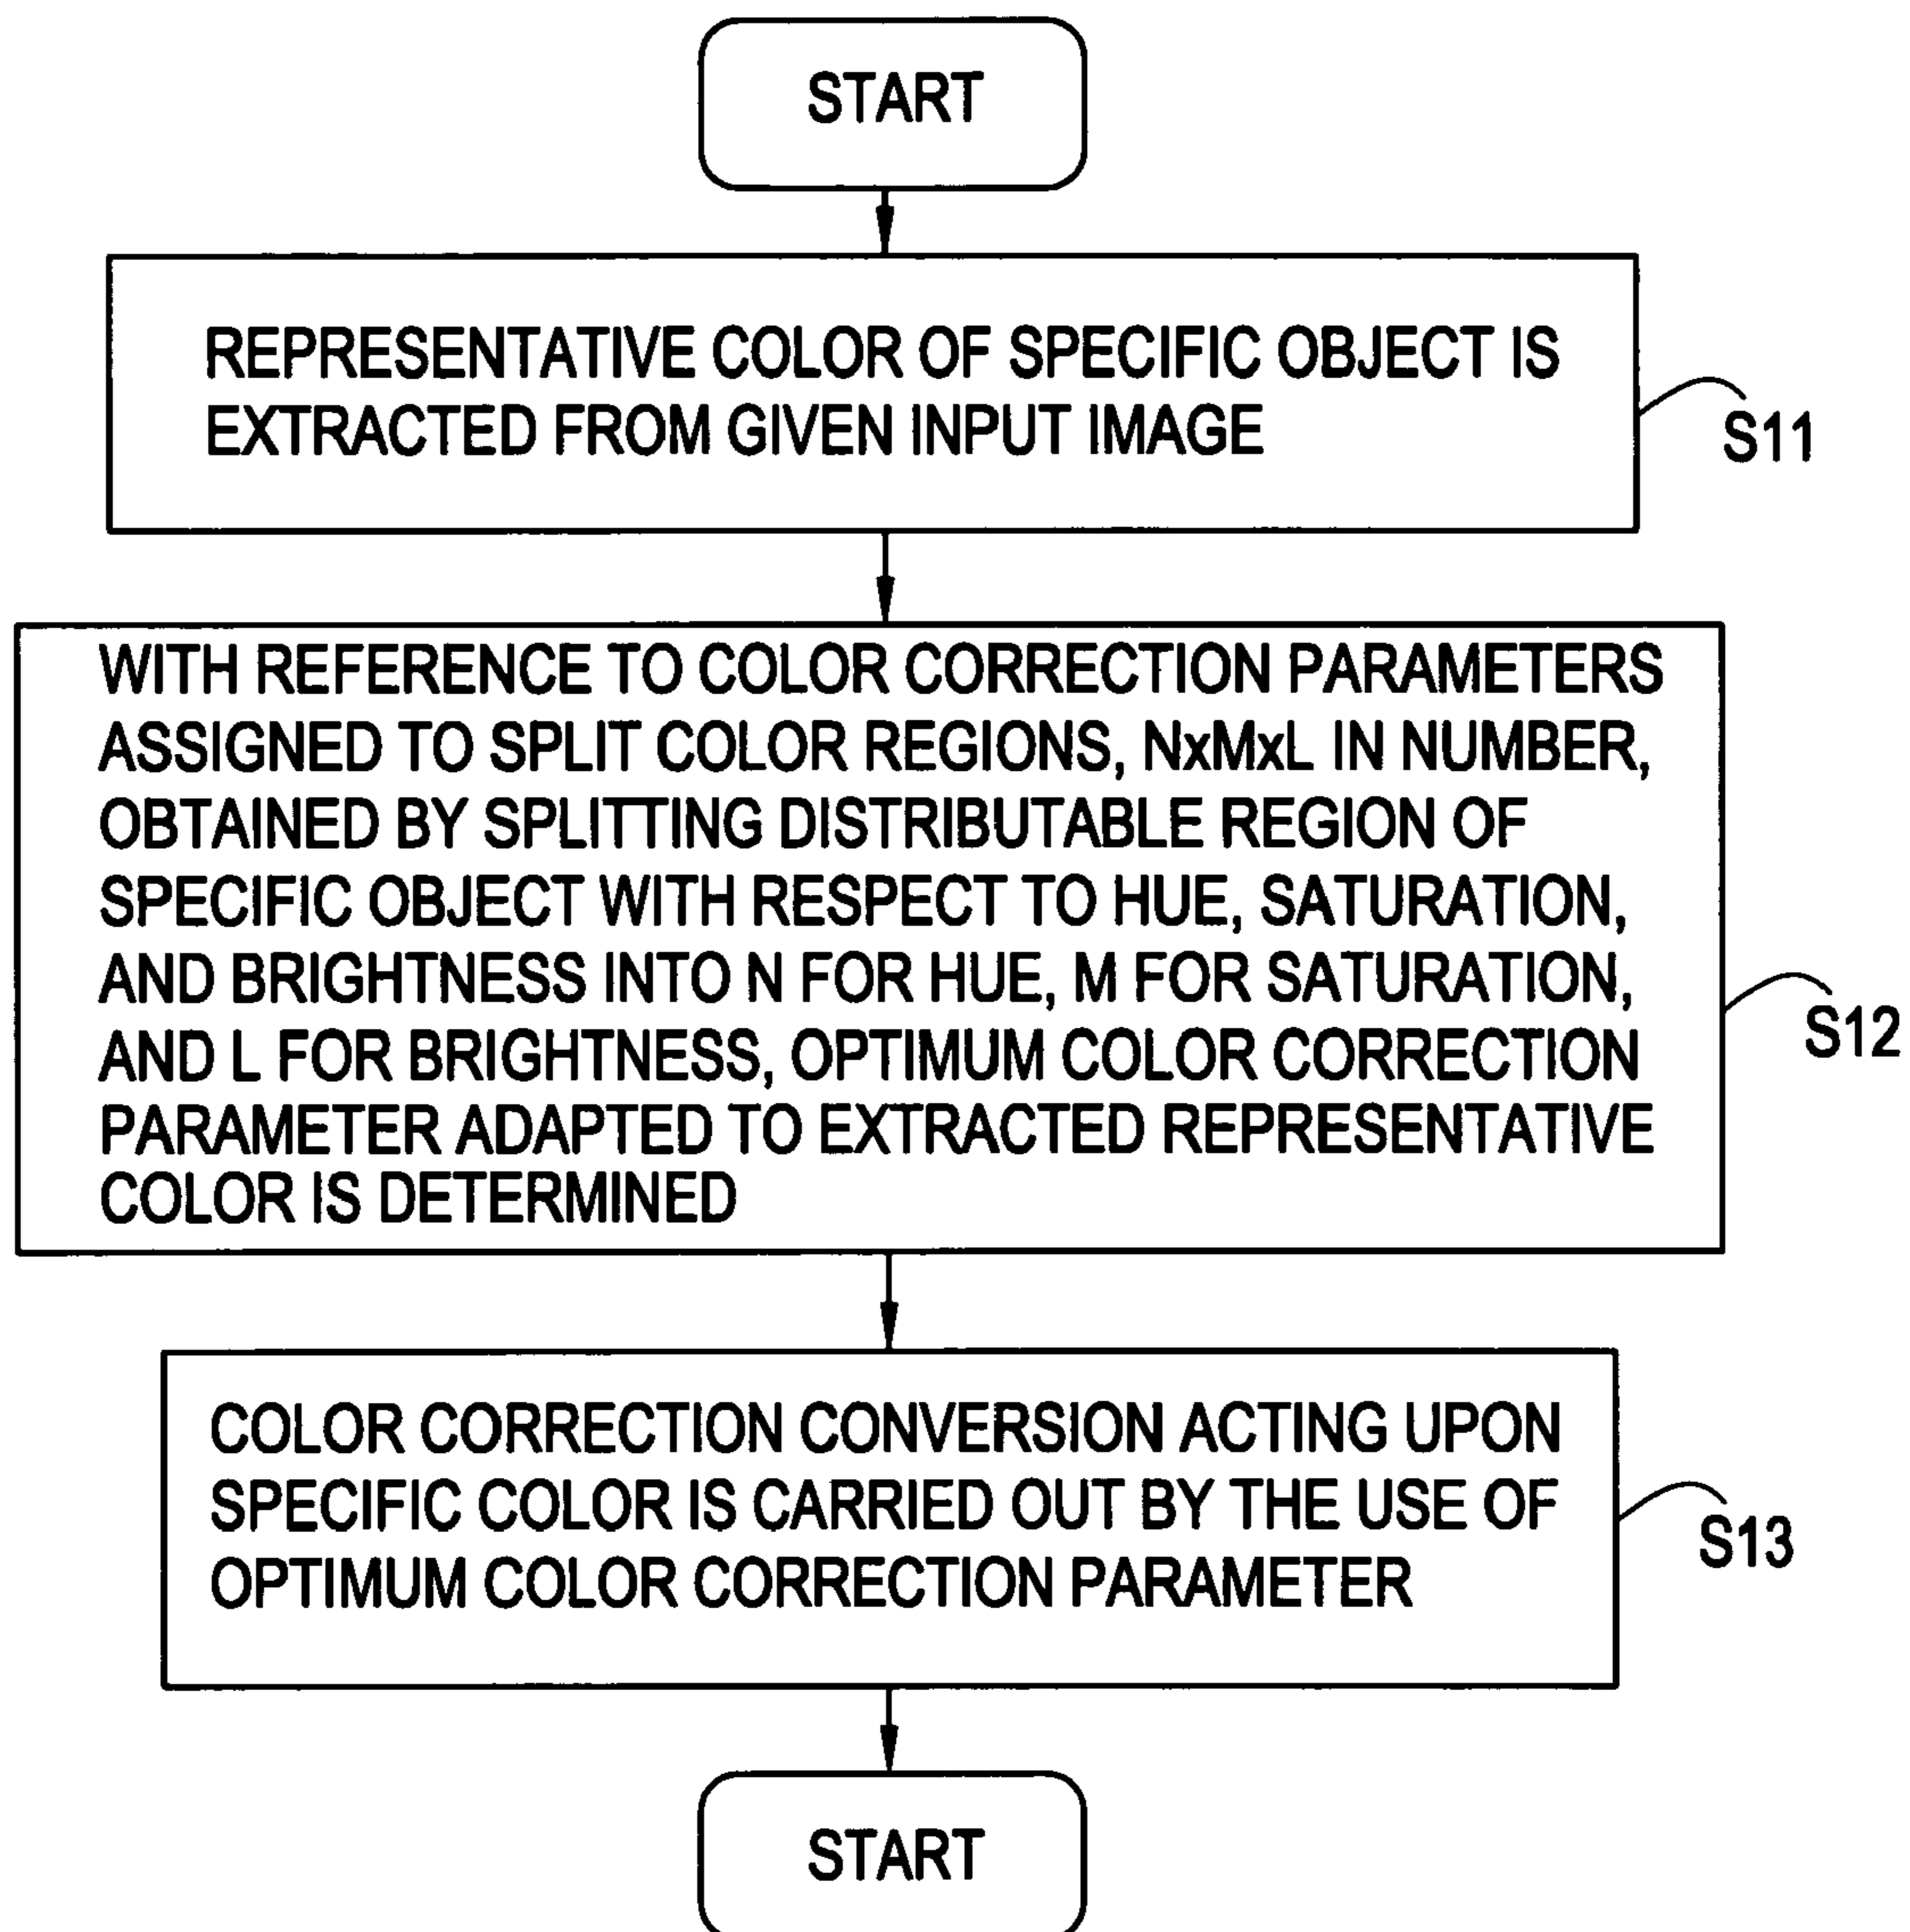 START
REPRESENTATIVE COLOR OF SPECIFIC OBJECT IS
EXTRACTED FROM GIVEN INPUT IMAGE
S11
WITH REFERENCE TO COLOR CORRECTION PARAMETERS
ASSIGNED TO SPLIT COLOR REGIONS, NxMxL IN NUMBER,
OBTAINED BY SPLITTING DISTRIBUTABLE REGION OF
SPECIFIC OBJECT WITH RESPECT TO HUE, SATURATION,
AND BRIGHTNESS INTO N FOR HUE, M FOR SATURATION,
AND L FOR BRIGHTNESS, OPTIMUM COLOR CORRECTION
PARAMETER ADAPTED TO EXTRACTED REPRESENTATIVE
COLOR IS DETERMINED
S12
COLOR CORRECTION CONVERSION ACTING UPON
SPECIFIC COLOR IS CARRIED OUT BY THE USE OF
OPTIMUM COLOR CORRECTION PARAMETER
S13
START